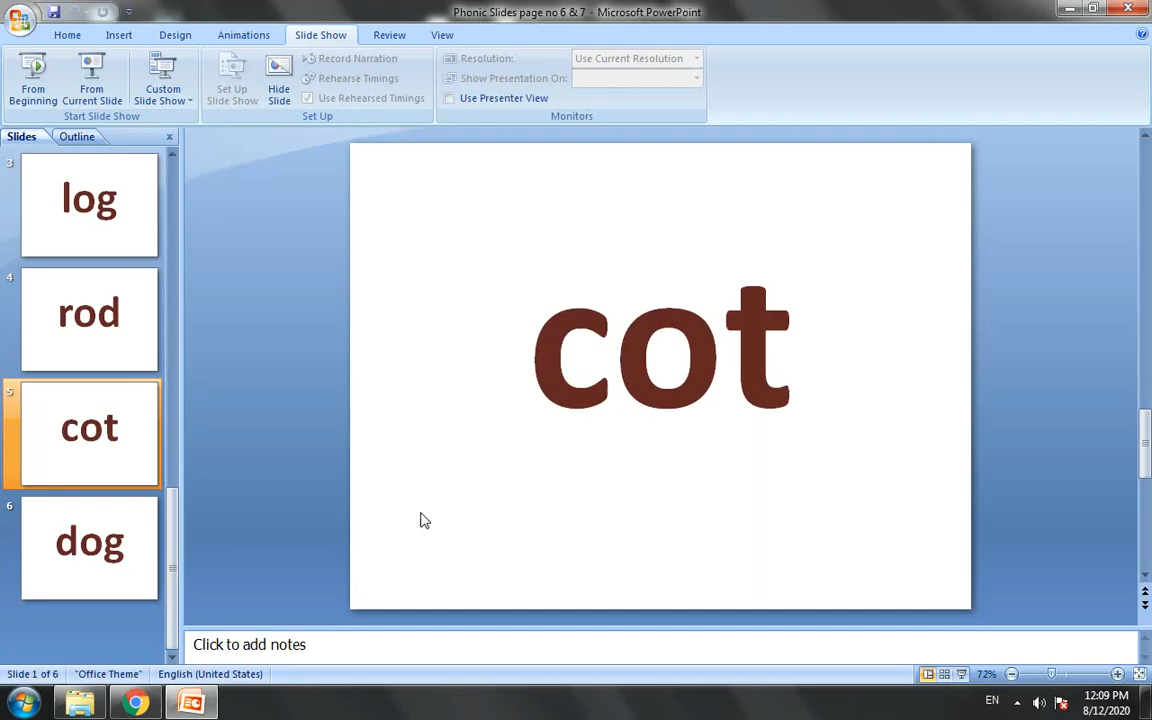 Phonic Slides page no 6 & 7 - Microsoft PowerPoint
Home Insert Design Animations Slide Show Review View
From Beginning
From Current Slide
Custom Slide Show
Start Slide Show
Set Up Slide Show
Hide Slide
Record Narration
Rehearse Timings
Use Rehearsed Timings
Set Up
Resolution: Use Current Resolution
Show Presentation On:
Use Presenter View
Monitors
Slides Outline x
3
log
4
rod
5
cot
6
dog
cot
Click to add notes
Slide 1 of 6 "Office Theme" English (United States) 72%
EN 12:09 PM
8/12/2020